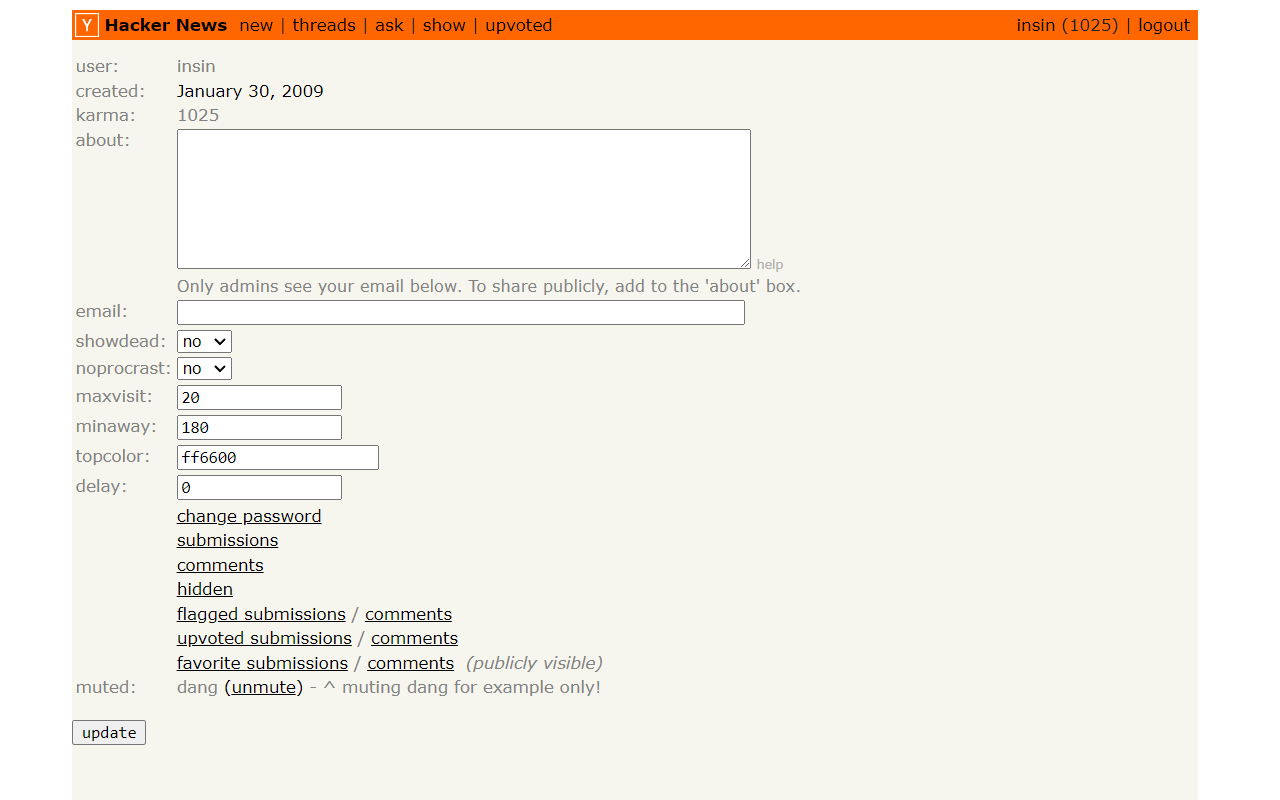 Y Hacker News new | threads | ask | show | upvoted insin (1025) | logout
user: insin
created: January 30, 2009
karma: 1025
about:
help
Only admins see your email below. To share publicly, add to the 'about' box.
email:
showdead: no
noprocrast: no
maxvisit: 20
minaway: 180
topcolor: ff6600
delay: 0
change password
submissions
comments
hidden
flagged submissions / comments
upvoted submissions / comments
favorite submissions / comments (publicly visible)
muted: dang (unmute) - ^ muting dang for example only!
update